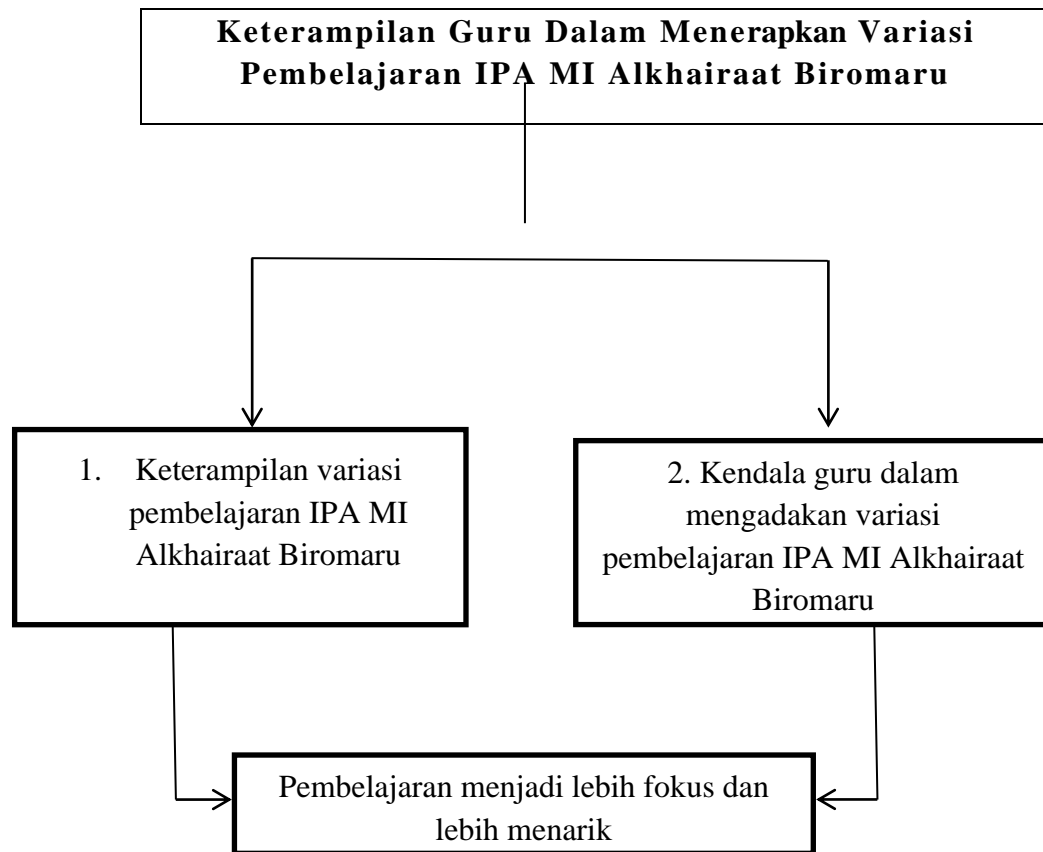 Keterampilan Guru Dalam Menerapkan Variasi
Pembelajaran IPA MI Alkhairaat Biromaru
1. Keterampilan variasi
pembelajaran IPA MI
Alkhairaat Biromaru
2. Kendala guru dalam
mengadakan variasi
pembelajaran IPA MI Alkhairaat
Biromaru
Pembelajaran menjadi lebih fokus dan
lebih menarik